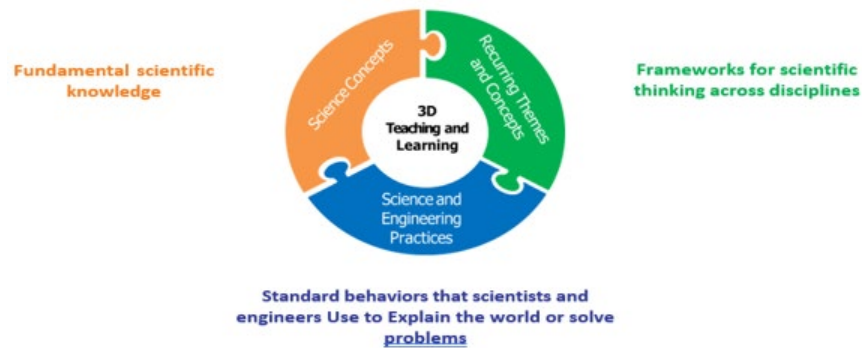 Fundamental scientific
knowledge
Science Concepts
Recurring Themes
and Concepts
3D
Teaching and
Learning
Frameworks for scientific
thinking across disciplines
Science and
Engineering
Practices
Standard behaviors that scientists and
engineers Use to Explain the world or solve
problems